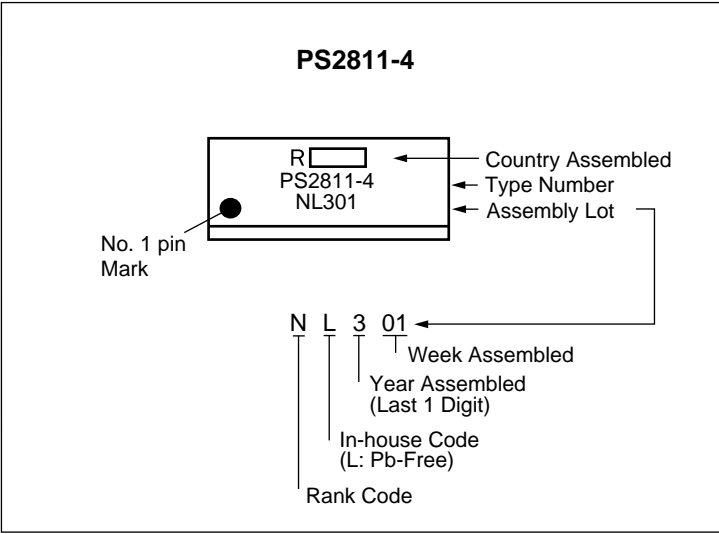 PS2811-4
R
PS2811-4
NL301
Country Assembled
Type Number
Assembly Lot
No. 1 pin
Mark
N L 3 01
Week Assembled
Year Assembled
(Last 1 Digit)
In-house Code
(L: Pb-Free)
Rank Code